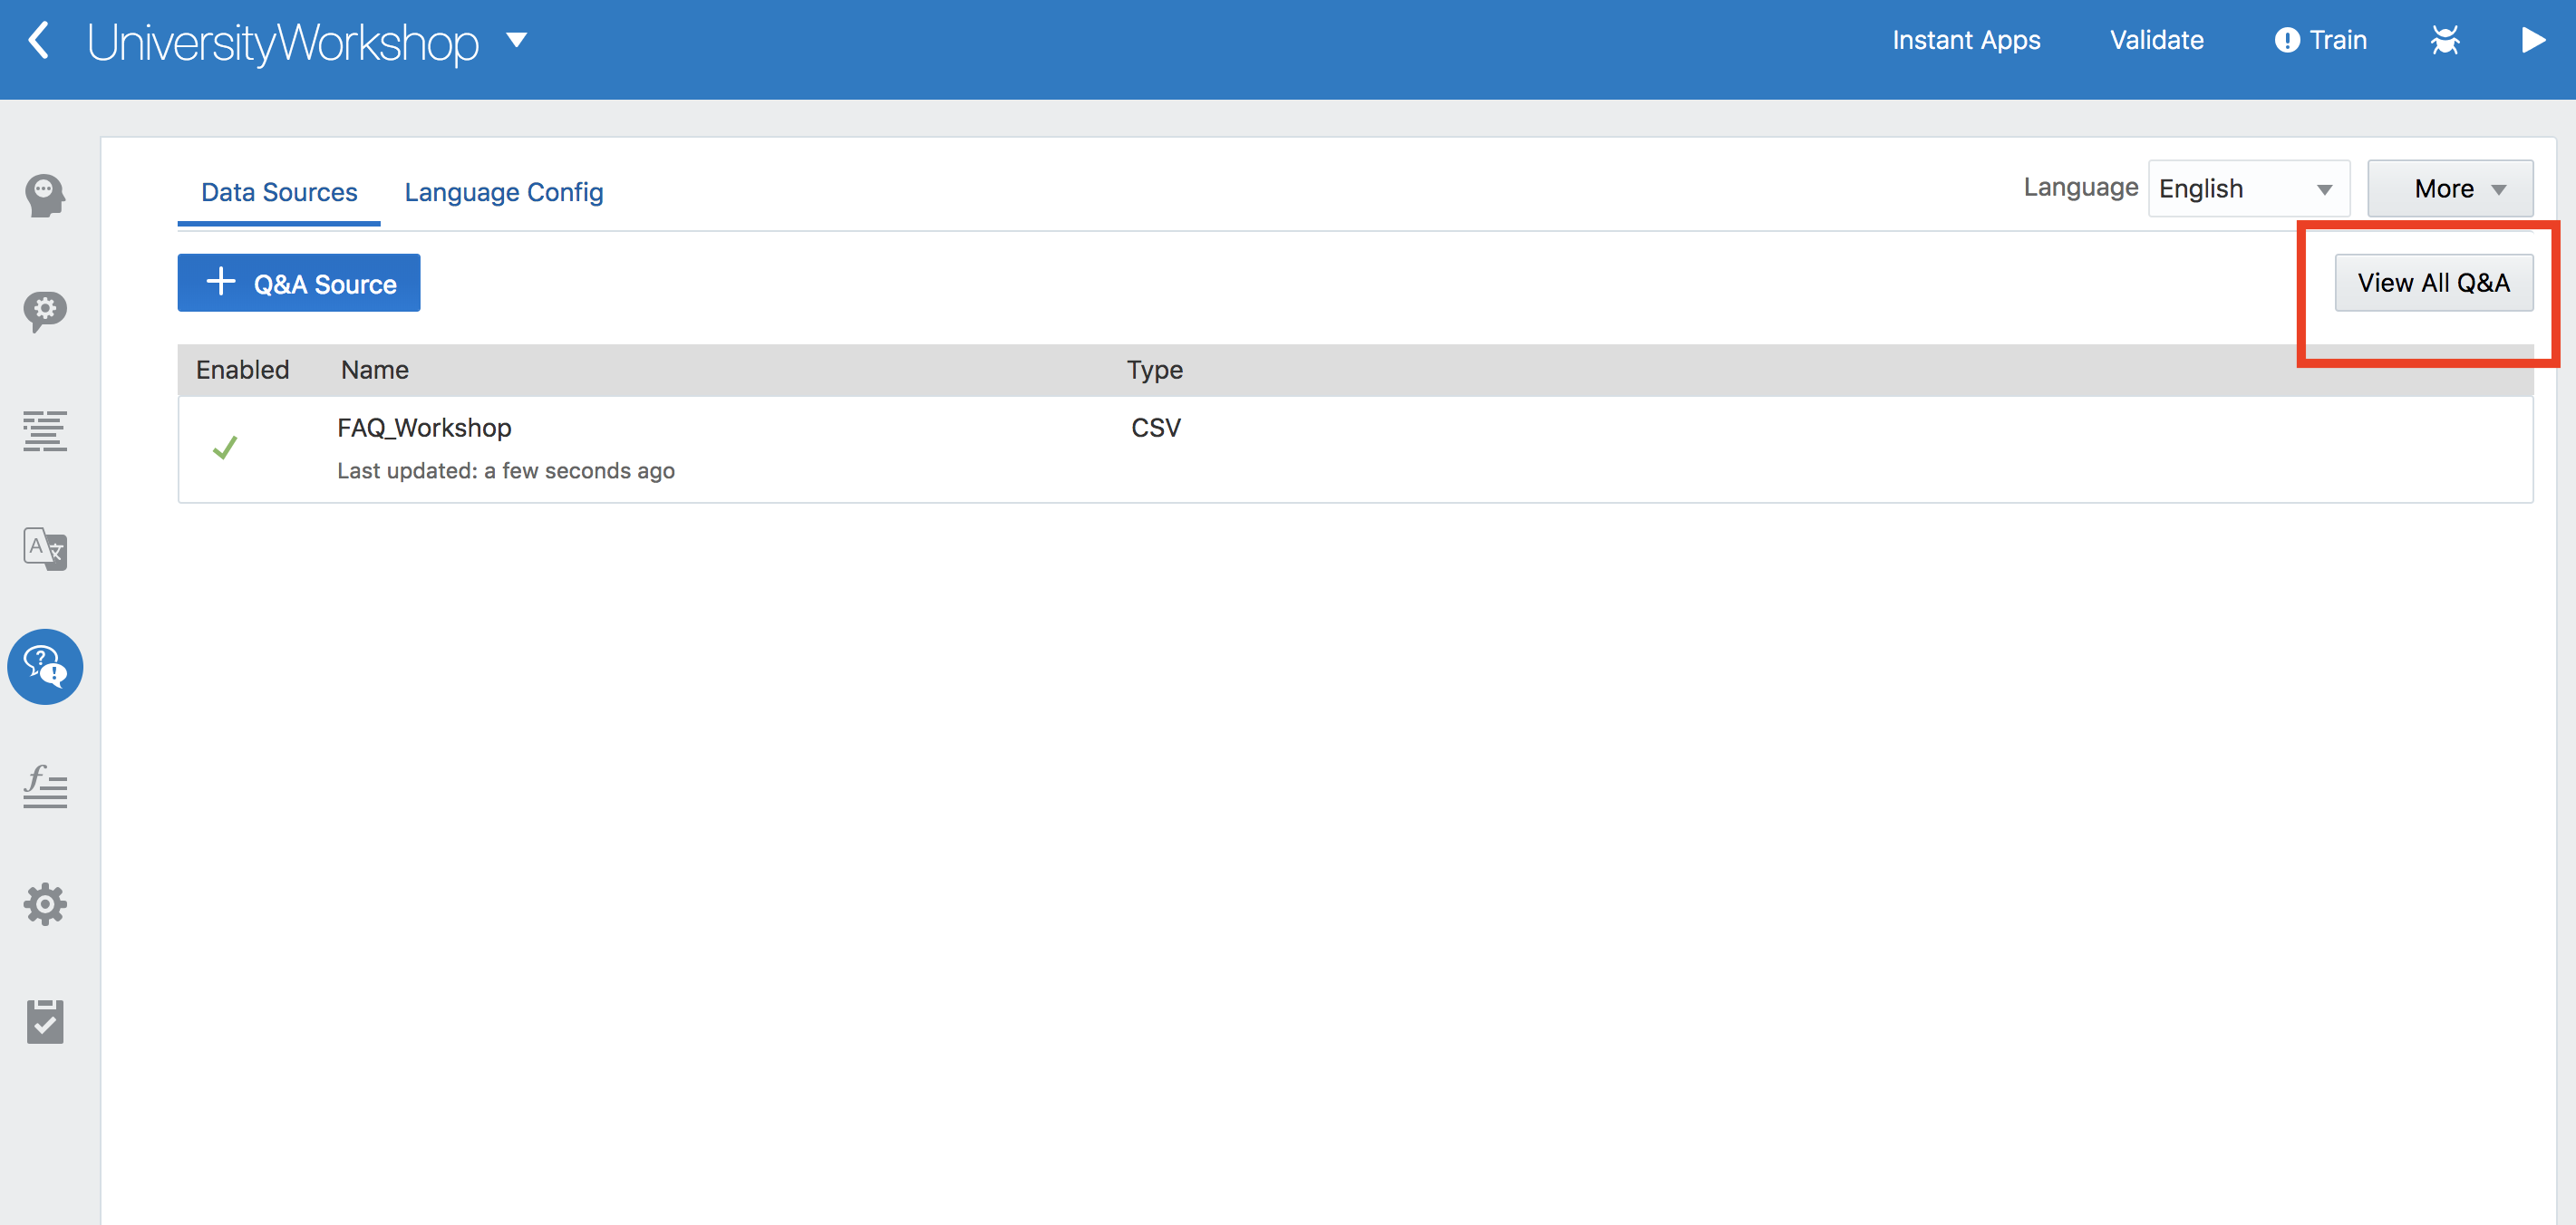 UniversityWorkshop
Instant Apps
Validate
Train
Data Sources
Language Config
Language
English
More
Q&A Source
View All Q&A
Enabled
Name
Type
FAQ_Workshop
CSV
Last updated: a few seconds ago
A
文
?
!
f